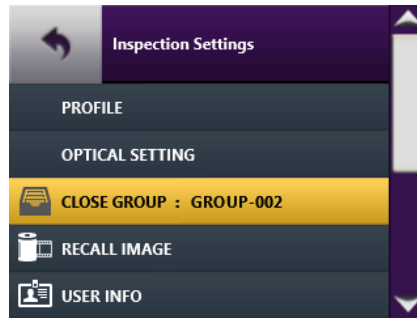 Inspection Settings
PROFILE
OPTICAL SETTING
CLOSE GROUP : GROUP-002
RECALL IMAGE
USER INFO